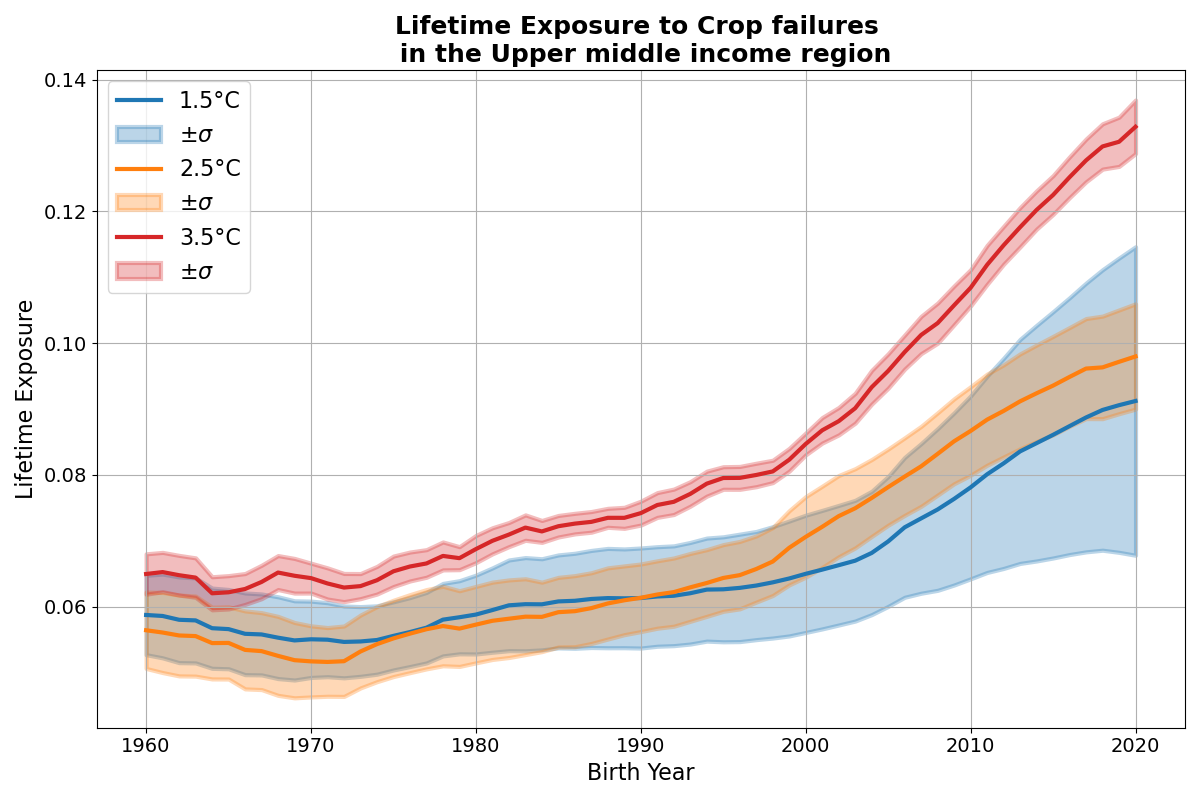 Lifetime Exposure to Crop failures
in the Upper middle income region
0.14
0.12
0.10
0.08
0.06
Lifetime Exposure
1.5°C
±σ
2.5°C
±σ
3.5°C
±σ
1960 1970 1980 1990 2000 2010 2020
Birth Year